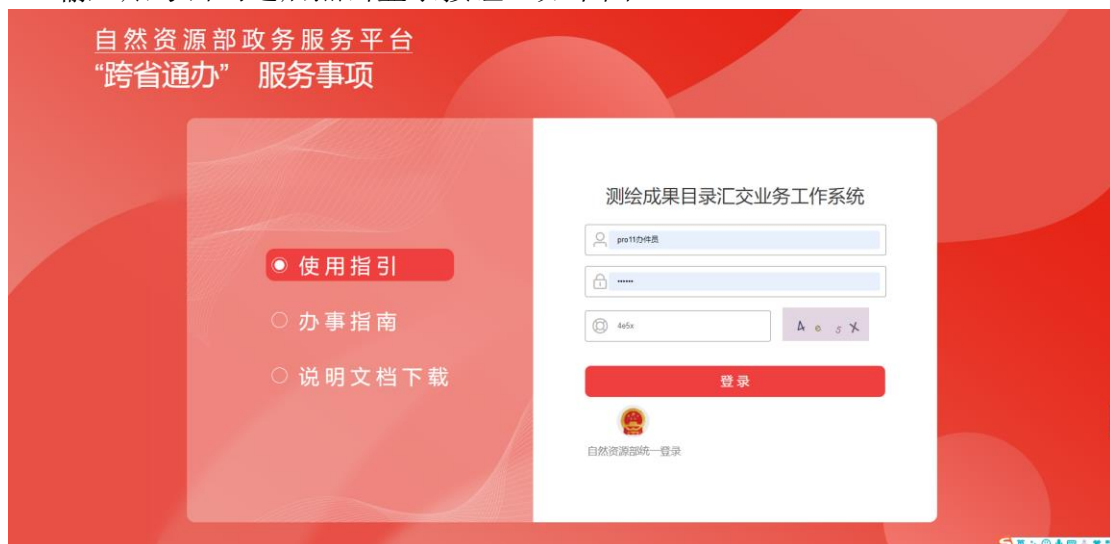 自然资源部政务服务平台
“跨省通办” 服务事项
测绘成果目录汇交业务工作系统
pro11办件员
使用指引
办事指南
4e5x
4 e 5 X
说明文档下载
登录
自然资源部统一登录